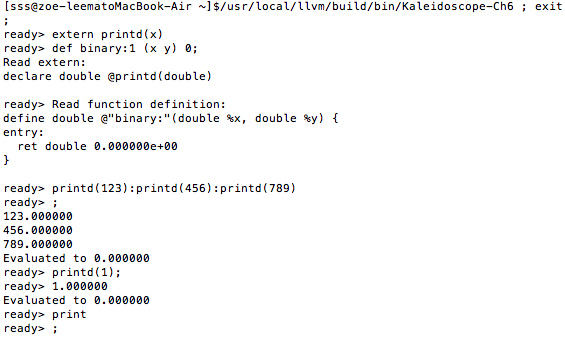 [sss@zoe-leematoMacBook-Air ~]$/usr/local/llvm/build/bin/Kaleidoscope-Ch6 ; exit
;
ready> extern printd(x)
ready> def binary:1 (x y) 0;
Read extern:
declare double @printd(double)

ready> Read function definition:
define double @"binary:"(double %x, double %y) {
entry:
  ret double 0.000000e+00
}

ready> printd(123):printd(456):printd(789)
ready> ;
123.000000
456.000000
789.000000
Evaluated to 0.000000
ready> printd(1);
ready> 1.000000
Evaluated to 0.000000
ready> print
ready> ;